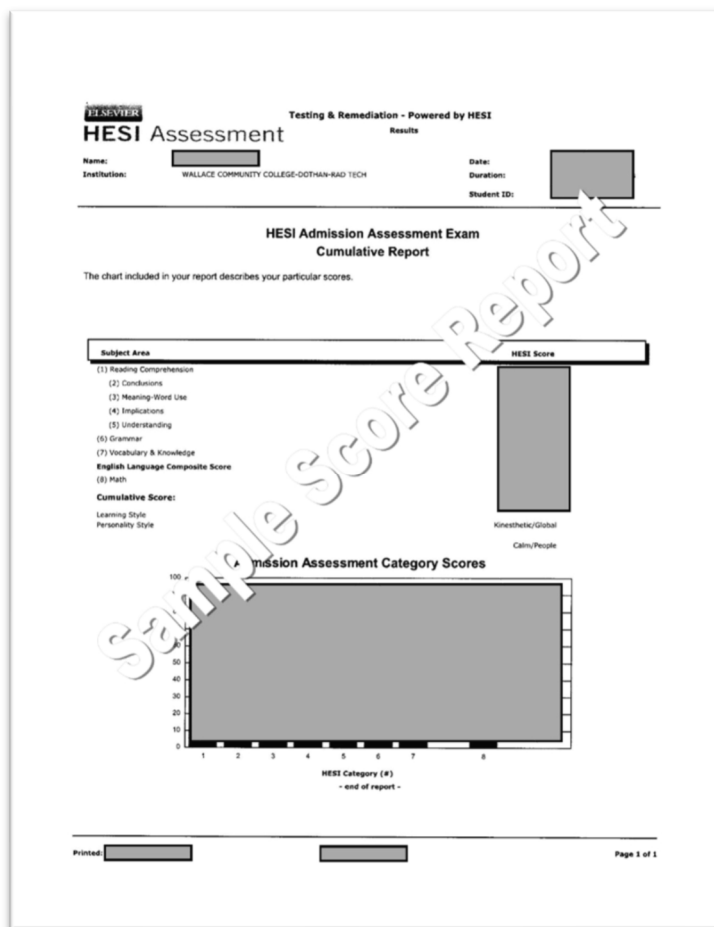 ELSEVIER
HESI Assessment
Testing & Remediation - Powered by HESI
Results
Name:
Institution: WALLACE COMMUNITY COLLEGE-DOTHAN-RAD TECH
Date:
Duration:
Student ID:
HESI Admission Assessment Exam
Cumulative Report
The chart included in your report describes your particular scores.
Subject Area HESI Score
(1) Reading Comprehension
(2) Conclusions
(3) Meaning-Word Use
(4) Implications
(5) Understanding
(6) Grammar
(7) Vocabulary & Knowledge
English Language Composite Score
(8) Math
Cumulative Score:
Learning Style Kinesthetic/Global
Personality Style Calm/People
Sample Score Report
Assessment Category Scores
100
50
40
30
20
10
0
1 2 3 4 5 6 7 8
HESI Category (#)
- end of report -
Printed: Page 1 of 1